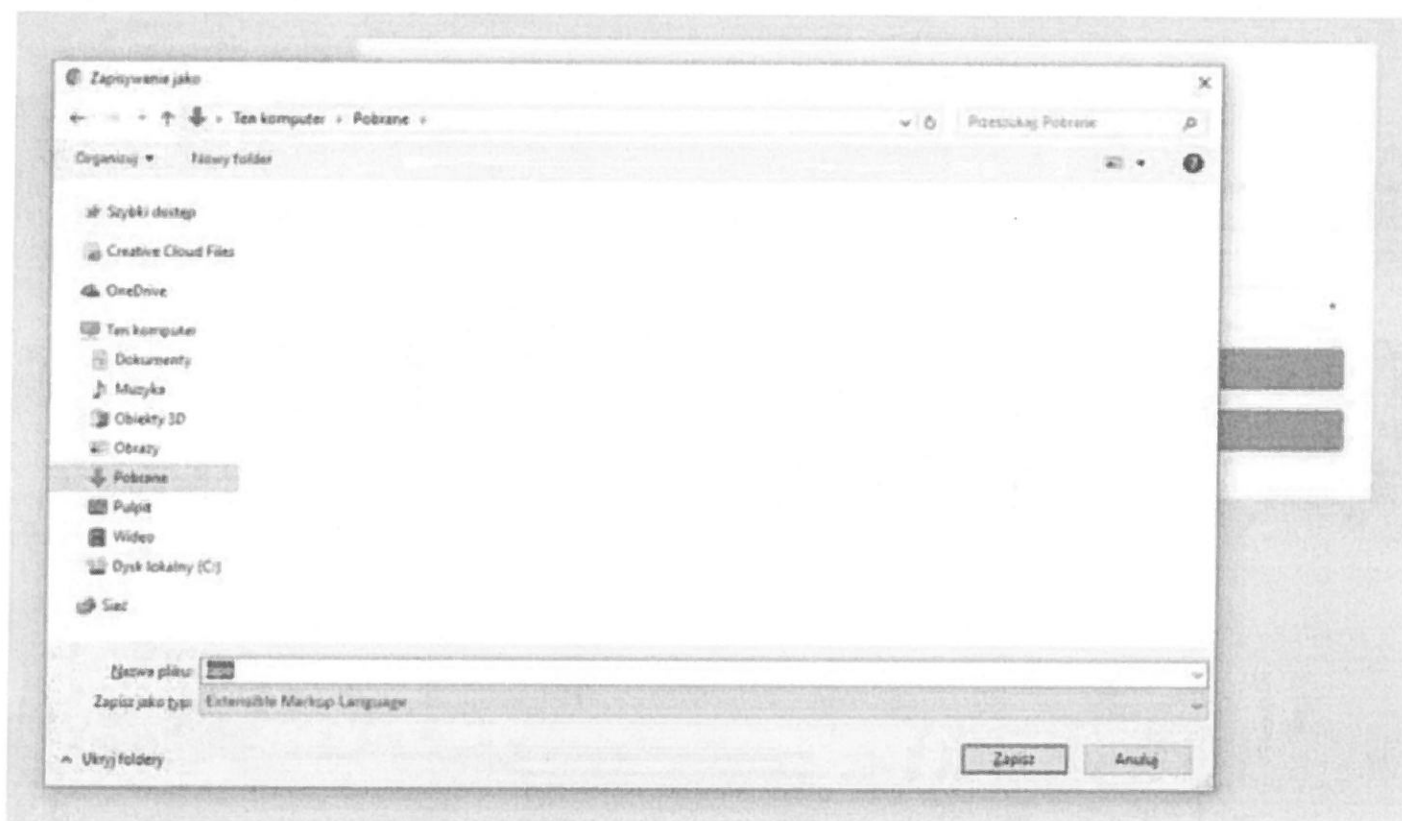 Zapisywanie jako
Ten komputer › Pobrane ›
Przeszukaj: Pobrane
Organizuj
Nowy folder
Szybki dostęp
Creative Cloud Files
OneDrive
Ten komputer
Dokumenty
Muzyka
Obiekty 3D
Obrazy
Pobrane
Pulpit
Wideo
Dysk lokalny (C:)
Sieć
Nazwa pliku:
Zapisz jako typ: Extensible Markup Language
Ukryj foldery
Zapisz
Anuluj